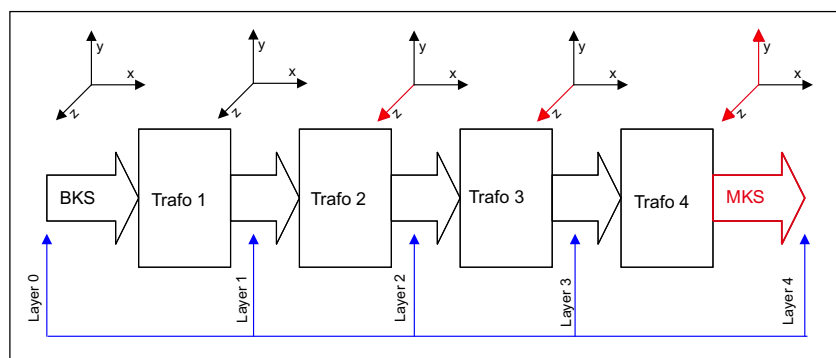 y
x
z
y
x
z
y
x
z
y
x
z
y
x
z
BKS
Trafo 1
Trafo 2
Trafo 3
Trafo 4
MKS
Layer 0
Layer 1
Layer 2
Layer 3
Layer 4